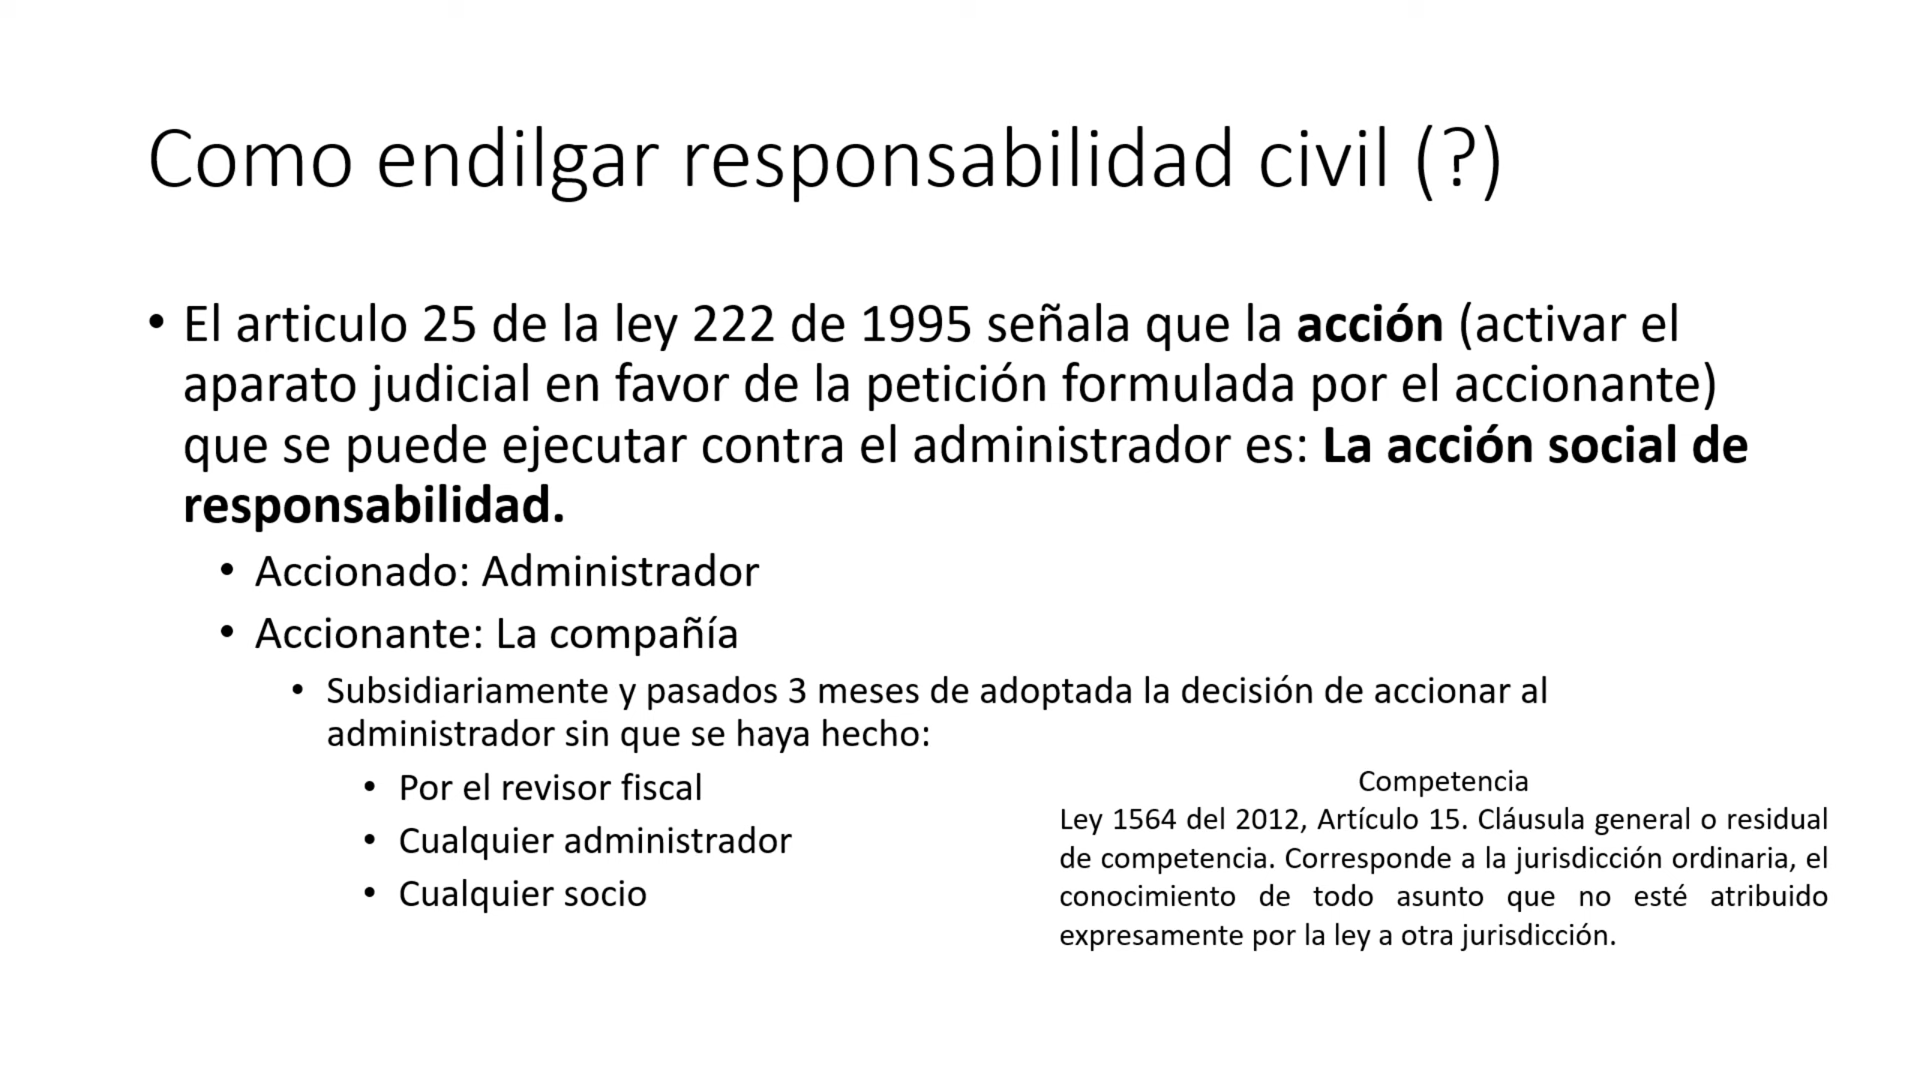 Como endilgar responsabilidad civil (?)
• El articulo 25 de la ley 222 de 1995 señala que la acción (activar el
aparato judicial en favor de la petición formulada por el accionante)
que se puede ejecutar contra el administrador es: La acción social de
responsabilidad.
• Accionado: Administrador
• Accionante: La compañía
• Subsidiariamente y pasados 3 meses de adoptada la decisión de accionar al
administrador sin que se haya hecho:
• Por el revisor fiscal
• Cualquier administrador
• Cualquier socio
Competencia
Ley 1564 del 2012, Artículo 15. Cláusula general o residual
de competencia. Corresponde a la jurisdicción ordinaria, el
conocimiento de todo asunto que no esté atribuido
expresamente por la ley a otra jurisdicción.